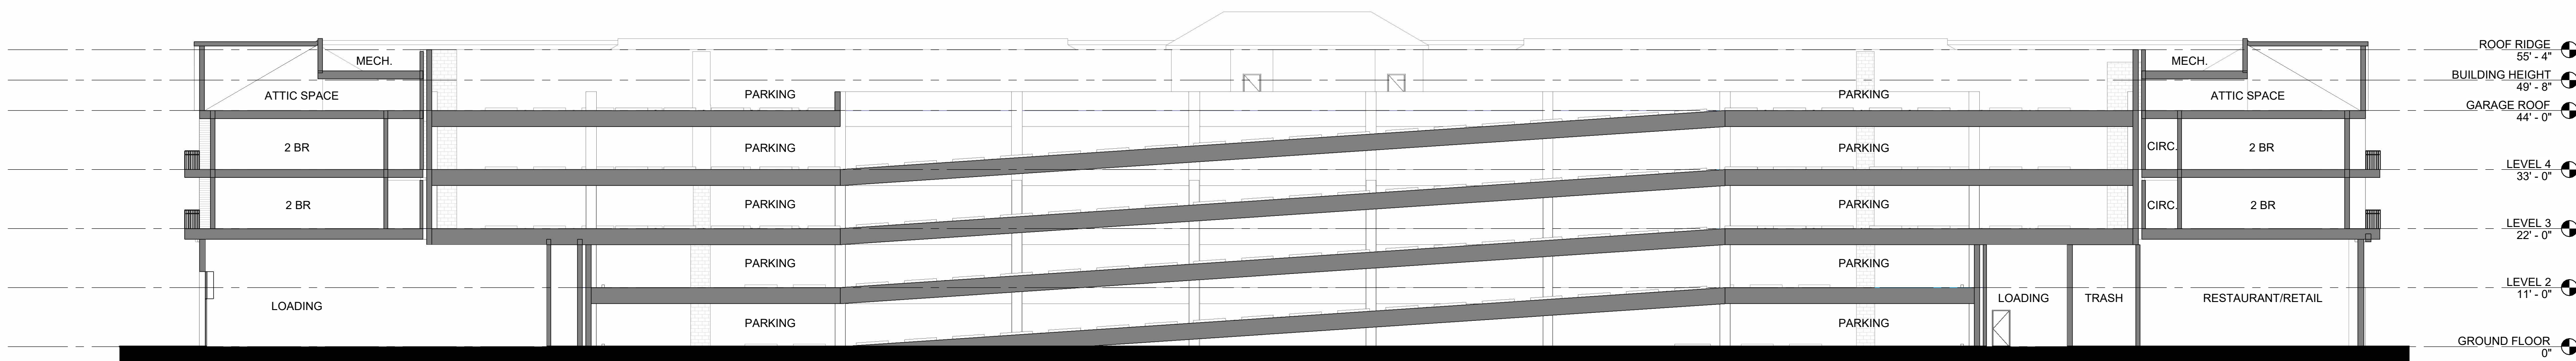 ROOF RIDGE
55' - 4"
MECH.
MECH.
BUILDING HEIGHT
49' - 8"
ATTIC SPACE
PARKING
PARKING
ATTIC SPACE
GARAGE ROOF
44' - 0"
2 BR
PARKING
PARKING
CIRC.
2 BR
LEVEL 4
33' - 0"
2 BR
PARKING
PARKING
CIRC.
2 BR
LEVEL 3
22' - 0"
PARKING
PARKING
LEVEL 2
11' - 0"
LOADING
LOADING
TRASH
RESTAURANT/RETAIL
PARKING
PARKING
GROUND FLOOR
0"